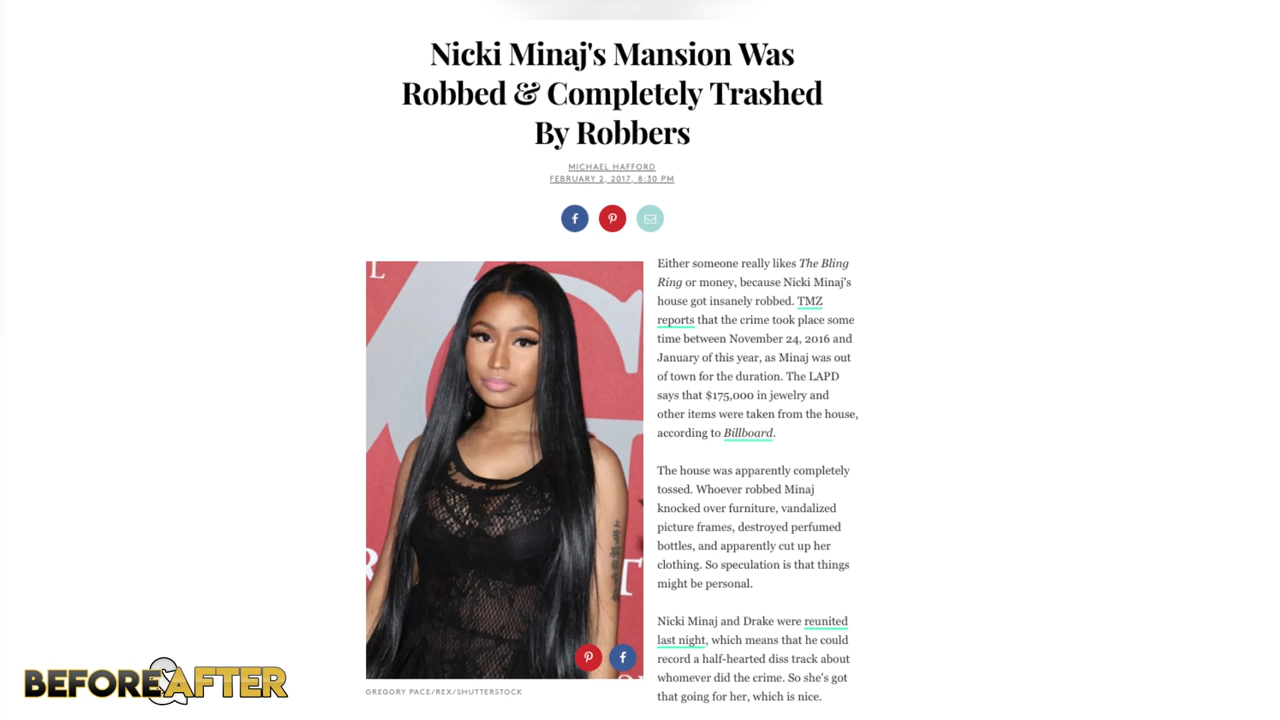 Nicki Minaj's Mansion Was
Robbed & Completely Trashed
By Robbers
MICHAEL HAFFORD
FEBRUARY 2, 2017, 8:30 PM
Either someone really likes The Bling
Ring or money, because Nicki Minaj's
house got insanely robbed. TMZ
reports that the crime took place some
time between November 24, 2016 and
January of this year, as Minaj was out
of town for the duration. The LAPD
says that $175,000 in jewelry and
other items were taken from the house,
according to Billboard.
The house was apparently completely
tossed. Whoever robbed Minaj
knocked over furniture, vandalized
picture frames, destroyed perfumed
bottles, and apparently cut up her
clothing. So speculation is that things
might be personal.
Nicki Minaj and Drake were reunited
last night, which means that he could
record a half-hearted diss track about
whomever did the crime. So she's got
that going for her, which is nice.
GREGORY PACE/REX/SHUTTERSTOCK
BEFORE AFTER